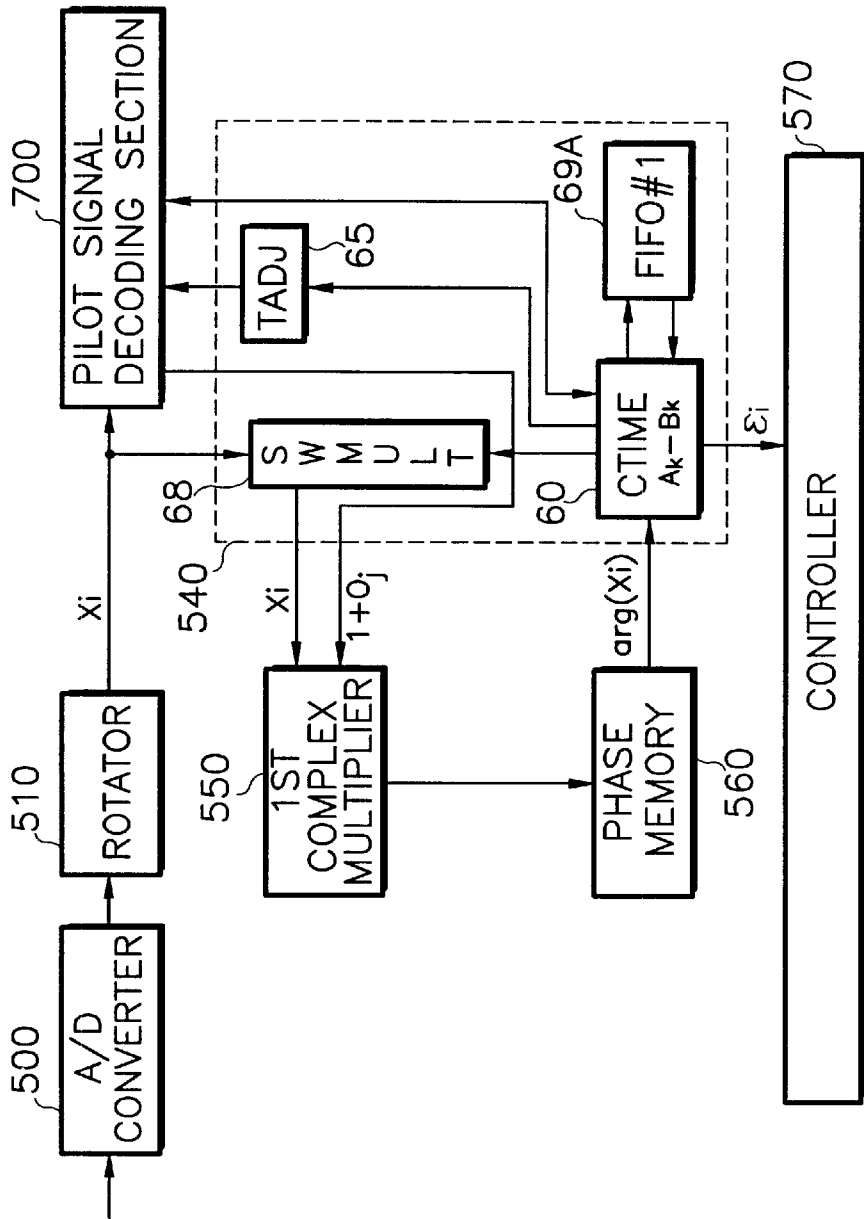 500
A/D
CONVERTER
510
ROTATOR
Xi
700
PILOT SIGNAL
DECODING SECTION
540
68
SWMULT
TADJ
65
Xi
1+0j
550
1ST
COMPLEX
MULTIPLIER
60
CTIME
Ak-Bk
69A
FIFO#1
PHASE
MEMORY
560
arg(Xi)
εi
CONTROLLER
570